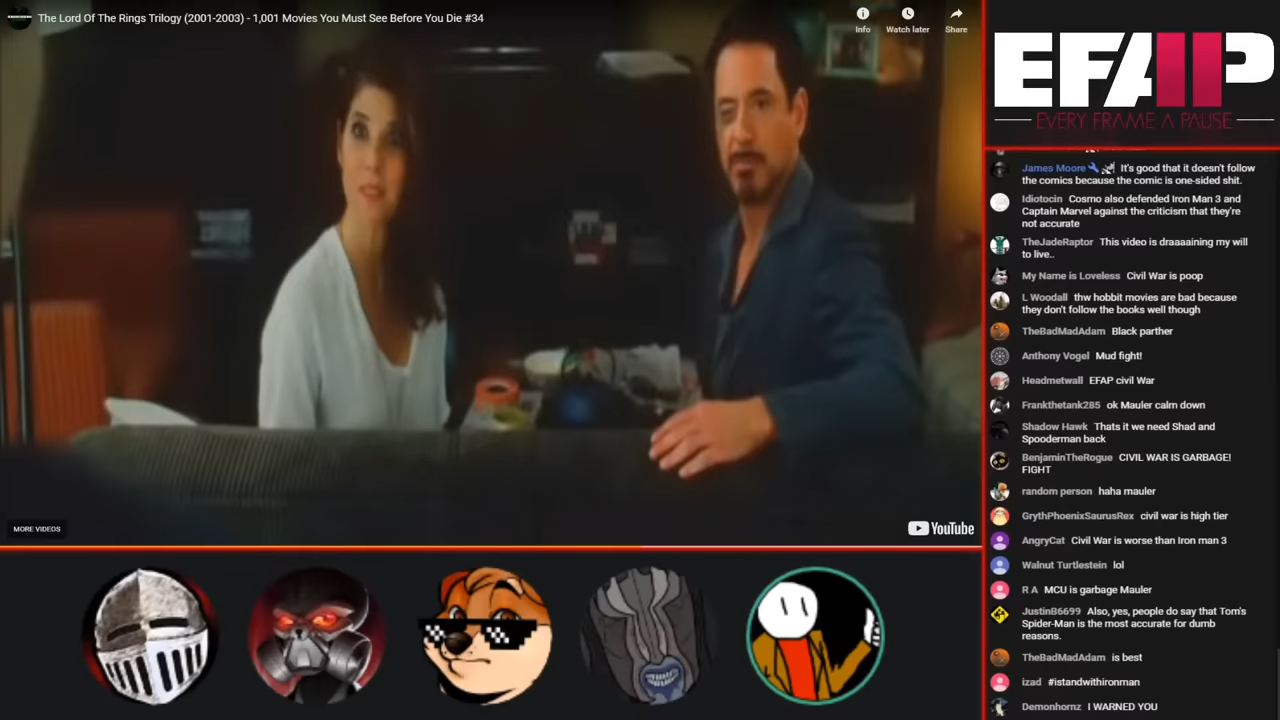 The Lord Of The Rings Trilogy (2001-2003) - 1,001 Movies You Must See Before You Die #34
Info
Watch later
Share
MORE VIDEOS
YouTube
EFAP
EVERY FRAME A PAUSE
James Moore It's good that it doesn't follow
the comics because the comic is one-sided shit.
Idiotocin Cosmo also defended Iron Man 3 and
Captain Marvel against the criticism that they're
not accurate
TheJadeRaptor This video is draaaaining my will
to live..
My Name is Loveless Civil War is poop
L Woodall thw hobbit movies are bad because
they don't follow the books well though
TheBadMadAdam Black parther
Anthony Vogel Mud fight!
Headmetwall EFAP civil War
Frankthetank285 ok Mauler calm down
Shadow Hawk Thats it we need Shad and
Spooderman back
BenjaminTheRogue CIVIL WAR IS GARBAGE!
FIGHT
random person haha mauler
GrythPhoenixSaurusRex civil war is high tier
AngryCat Civil War is worse than Iron man 3
Walnut Turtlestein lol
R A MCU is garbage Mauler
JustinB6699 Also, yes, people do say that Tom's
Spider-Man is the most accurate for dumb
reasons.
TheBadMadAdam is best
izad #istandwithironman
Demonhornz I WARNED YOU